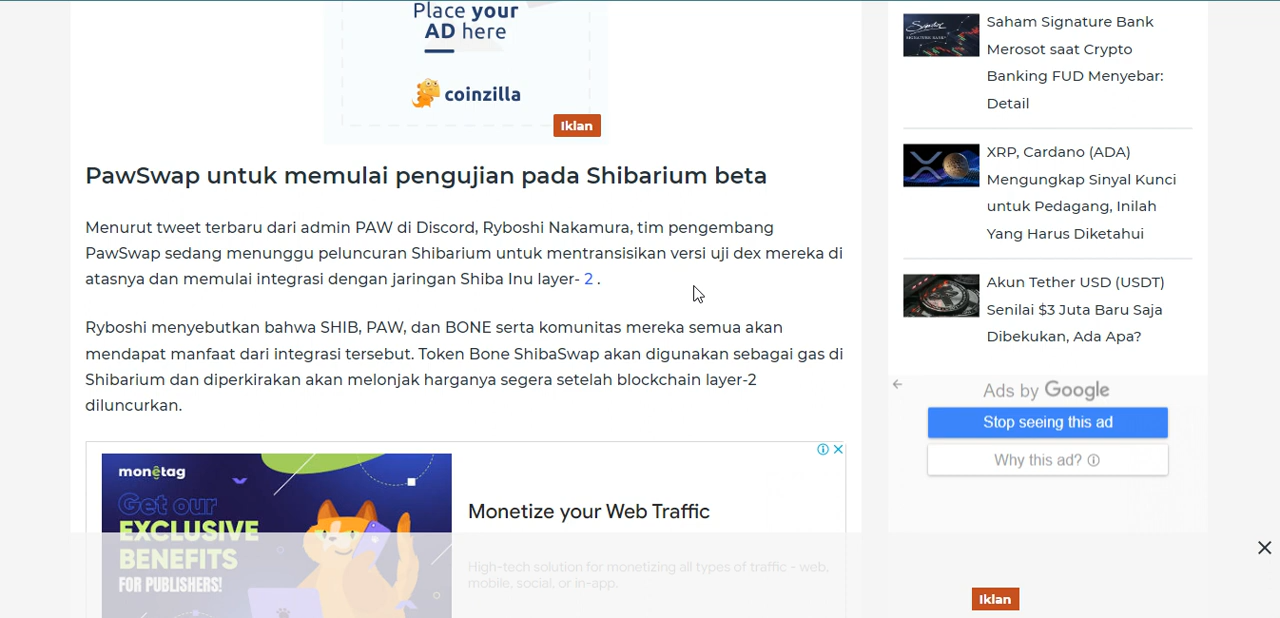 Place your
AD here
coinzilla
Iklan
PawSwap untuk memulai pengujian pada Shibarium beta
Menurut tweet terbaru dari admin PAW di Discord, Ryboshi Nakamura, tim pengembang
PawSwap sedang menunggu peluncuran Shibarium untuk mentransisikan versi uji dex mereka di
atasnya dan memulai integrasi dengan jaringan Shiba Inu layer- 2 .
Ryboshi menyebutkan bahwa SHIB, PAW, dan BONE serta komunitas mereka semua akan
mendapat manfaat dari integrasi tersebut. Token Bone ShibaSwap akan digunakan sebagai gas di
Shibarium dan diperkirakan akan melonjak harganya segera setelah blockchain layer-2
diluncurkan.
monetag
Get our
EXCLUSIVE
BENEFITS
FOR PUBLISHERS!
Monetize your Web Traffic
High-tech solution for monetizing all types of traffic - web,
mobile, social, or in-app.
Saham Signature Bank
Merosot saat Crypto
Banking FUD Menyebar:
Detail
XRP, Cardano (ADA)
Mengungkap Sinyal Kunci
untuk Pedagang, Inilah
Yang Harus Diketahui
Akun Tether USD (USDT)
Senilai $3 Juta Baru Saja
Dibekukan, Ada Apa?
Ads by Google
Stop seeing this ad
Why this ad?
Iklan